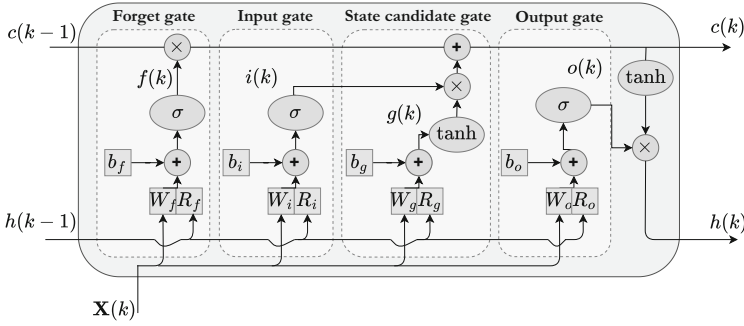 Forget gate Input gate State candidate gate Output gate
c(k−1) × + c(k)
f(k) i(k) g(k) × o(k) tanh
σ σ tanh σ ×
b_f + b_i + b_g + b_o +
W_f R_f W_i R_i W_g R_g W_o R_o
h(k−1) h(k)
X(k)